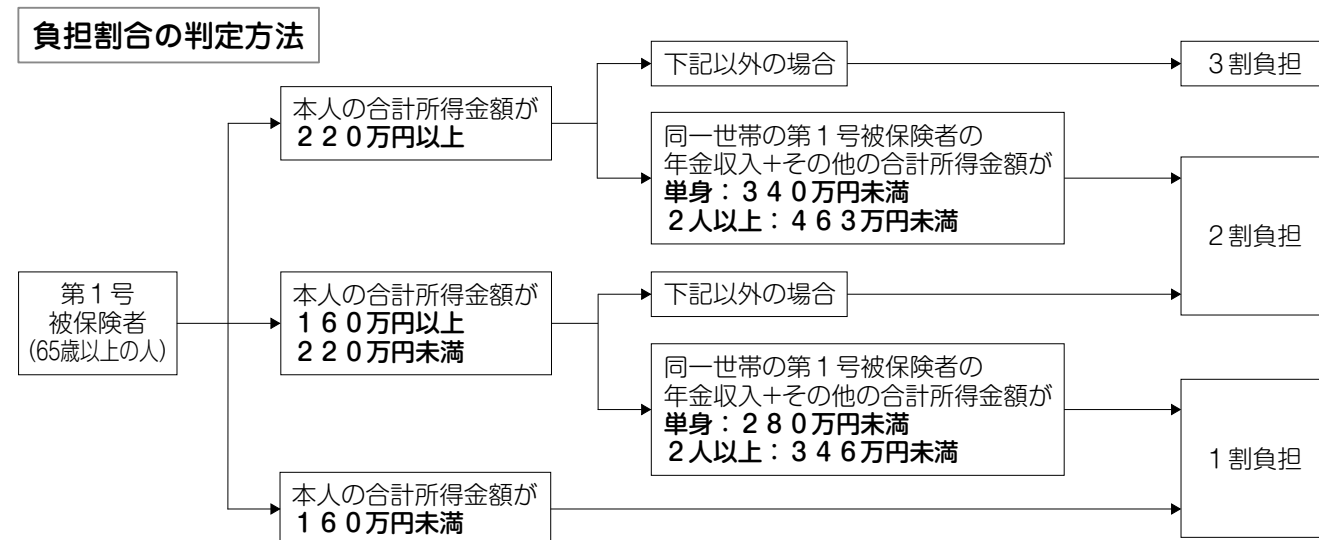 負担割合の判定方法
第1号
被保険者
(65歳以上の人)
本人の合計所得金額が
220万円以上
下記以外の場合
3割負担
同一世帯の第1号被保険者の
年金収入+その他の合計所得金額が
単身：340万円未満
2人以上：463万円未満
2割負担
本人の合計所得金額が
160万円以上
220万円未満
下記以外の場合
同一世帯の第1号被保険者の
年金収入+その他の合計所得金額が
単身：280万円未満
2人以上：346万円未満
1割負担
本人の合計所得金額が
160万円未満